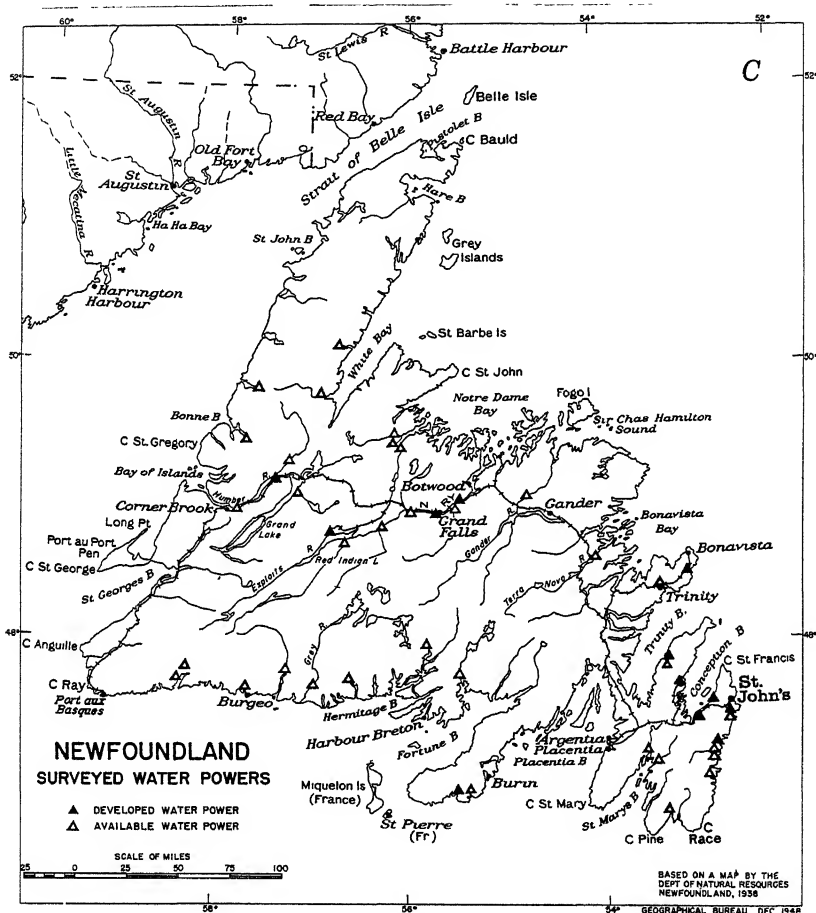 60°
58°
56°
54°
52°
C
52°
52°
St Lewis R
Battle Harbour
Belle Isle
St Augustin R
Red Bay
Strait of Belle Isle
Pistolet B
C Bauld
Old Fort
Bay
St
Augustin
Little Mecatina R
Ha Ha Bay
Hare B
St John B
Grey
Islands
Harrington
Harbour
50°
50°
White Bay
St Barbe Is
C St John
Notre Dame
Bay
Fogo I
Sir Chas Hamilton
Sound
Bonne B
C St. Gregory
Bay of Islands
Humber R
Corner Brook
Long Pt
Port au Port
Pen
C St George
St Georges B
Grand
Lake
Exploits R
Red Indian L
Botwood
N
RY
Grand
Falls
Gander R
Gander
Bonavista
Bay
Bonavista
Terra Nova R
Trinity
48°
48°
Trinity B.
Conception B
C St Francis
St.
John's
C Anguille
C Ray
Port aux
Basques
Grey R
Burgeo
Hermitage B
Harbour Breton
Fortune B
Argentia
Placentia
Placentia B
Burin
Miquelon Is
(France)
St Pierre
(Fr)
C St Mary
St Marys B
C Pine
C
Race
NEWFOUNDLAND
SURVEYED WATER POWERS
▲ DEVELOPED WATER POWER
△ AVAILABLE WATER POWER
SCALE OF MILES
25 0 25 50 75 100
58°
56°
54°
BASED ON A MAP BY THE
DEPT OF NATURAL RESOURCES
NEWFOUNDLAND, 1936
GEOGRAPHICAL BUREAU DEC 1948